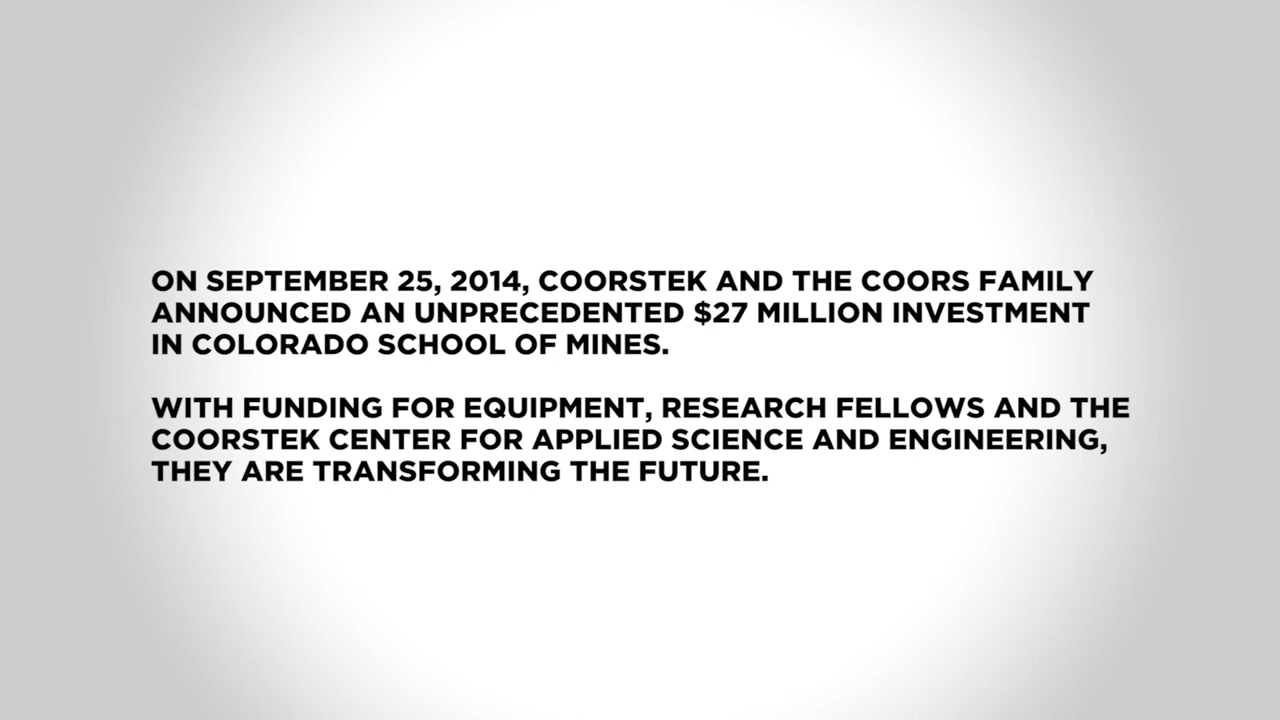 ON SEPTEMBER 25, 2014, COORSTEK AND THE COORS FAMILY
ANNOUNCED AN UNPRECEDENTED $27 MILLION INVESTMENT
IN COLORADO SCHOOL OF MINES.
WITH FUNDING FOR EQUIPMENT, RESEARCH FELLOWS AND THE
COORSTEK CENTER FOR APPLIED SCIENCE AND ENGINEERING,
THEY ARE TRANSFORMING THE FUTURE.